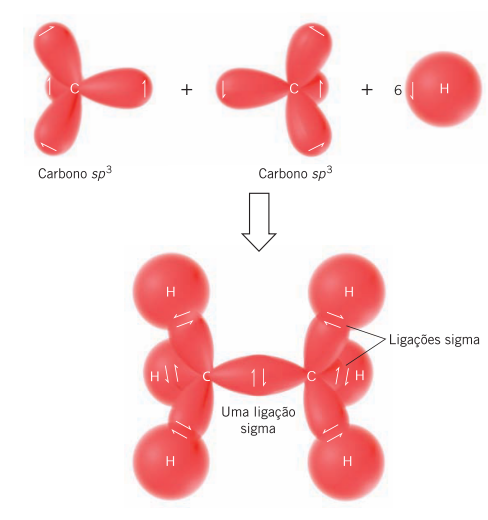 C + C + 6 H
Carbono sp³ Carbono sp³
H H
Ligações sigma
H C C H
Uma ligação
sigma
H H